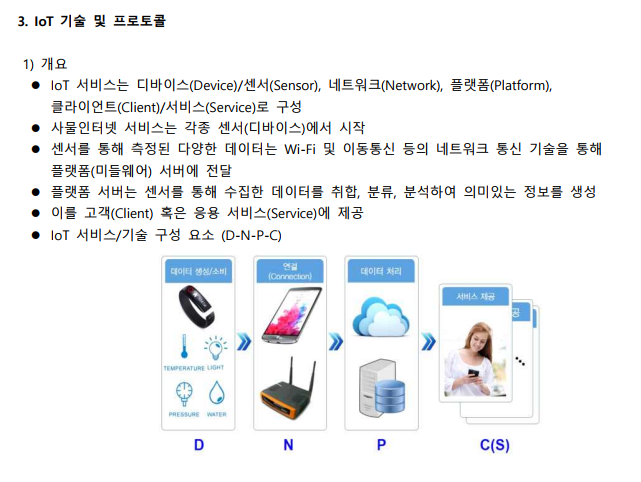 3. IoT 기술 및 프로토콜
1) 개요
● IoT 서비스는 디바이스(Device)/센서(Sensor), 네트워크(Network), 플랫폼(Platform),
클라이언트(Client)/서비스(Service)로 구성
● 사물인터넷 서비스는 각종 센서(디바이스)에서 시작
● 센서를 통해 측정된 다양한 데이터는 Wi-Fi 및 이동통신 등의 네트워크 통신 기술을 통해
플랫폼(미들웨어) 서버에 전달
● 플랫폼 서버는 센서를 통해 수집한 데이터를 취합, 분류, 분석하여 의미있는 정보를 생성
● 이를 고객(Client) 혹은 응용 서비스(Service)에 제공
● IoT 서비스/기술 구성 요소 (D-N-P-C)
데이터 생성/소비
연결
(Connection)
데이터 처리
서비스 제공
공
TEMPERATURE LIGHT
PRESSURE WATER
D
N
P
C(S)